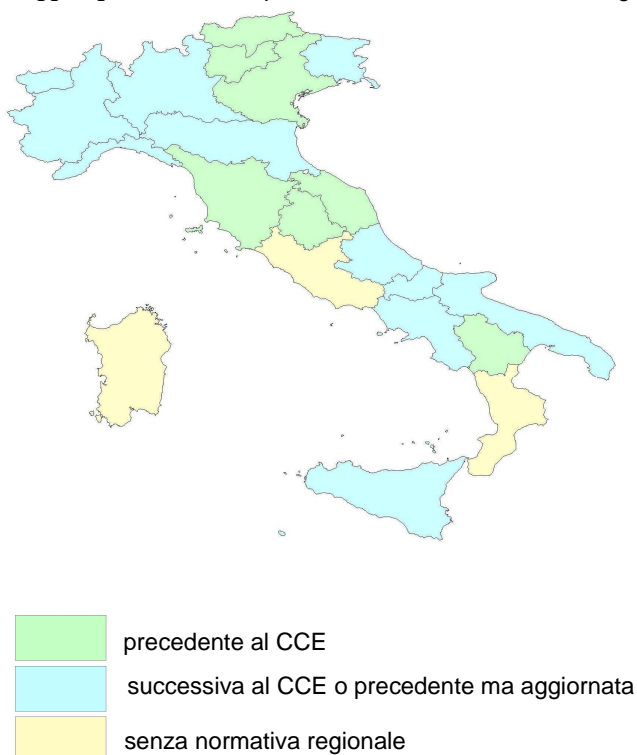 precedente al CCE
successiva al CCE o precedente ma aggiornata
senza normativa regionale